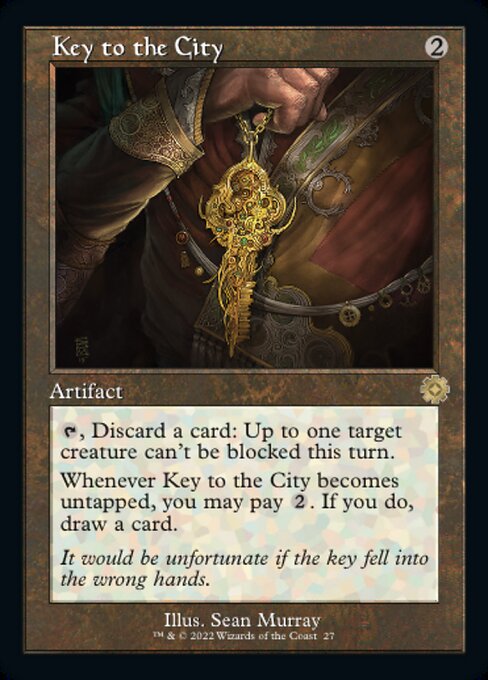 Key to the City 2
Artifact
, Discard a card: Up to one target
creature can't be blocked this turn.
Whenever Key to the City becomes
untapped, you may pay 2. If you do,
draw a card.
It would be unfortunate if the key fell into
the wrong hands.
Illus. Sean Murray
™ & © 2022 Wizards of the Coast 27